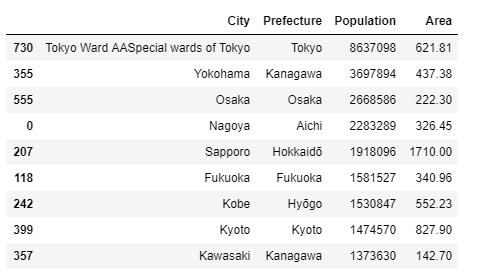 City Prefecture Population Area
730 Tokyo Ward AASpecial wards of Tokyo Tokyo 8637098 621.81
355 Yokohama Kanagawa 3697894 437.38
555 Osaka Osaka 2668586 222.30
0 Nagoya Aichi 2283289 326.45
207 Sapporo Hokkaidō 1918096 1710.00
118 Fukuoka Fukuoka 1581527 340.96
242 Kobe Hyōgo 1530847 552.23
399 Kyoto Kyoto 1474570 827.90
357 Kawasaki Kanagawa 1373630 142.70